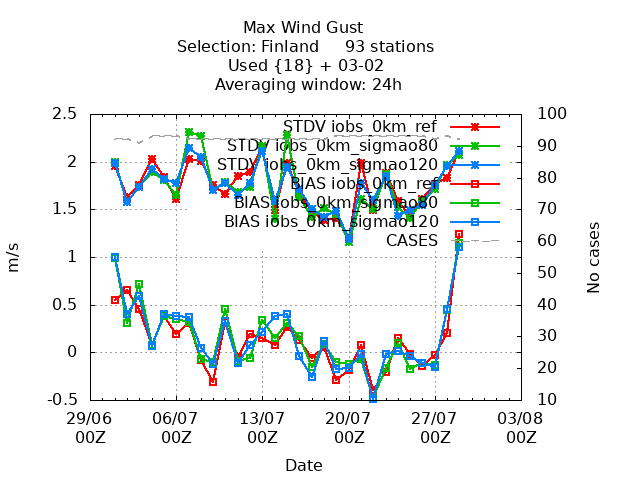 Max Wind Gust
Selection: Finland     93 stations
Used {18} + 03-02
Averaging window: 24h
STDV iobs_0km_ref
STDV iobs_0km_sigmao80
STDV iobs_0km_sigmao120
BIAS iobs_0km_ref
BIAS iobs_0km_sigmao80
BIAS iobs_0km_sigmao120
CASES
2.5
2
1.5
1
0.5
0
-0.5
m/s
100
90
80
70
60
50
40
30
20
10
No cases
29/06 06/07 13/07 20/07 27/07 03/08
00Z 00Z 00Z 00Z 00Z 00Z
Date